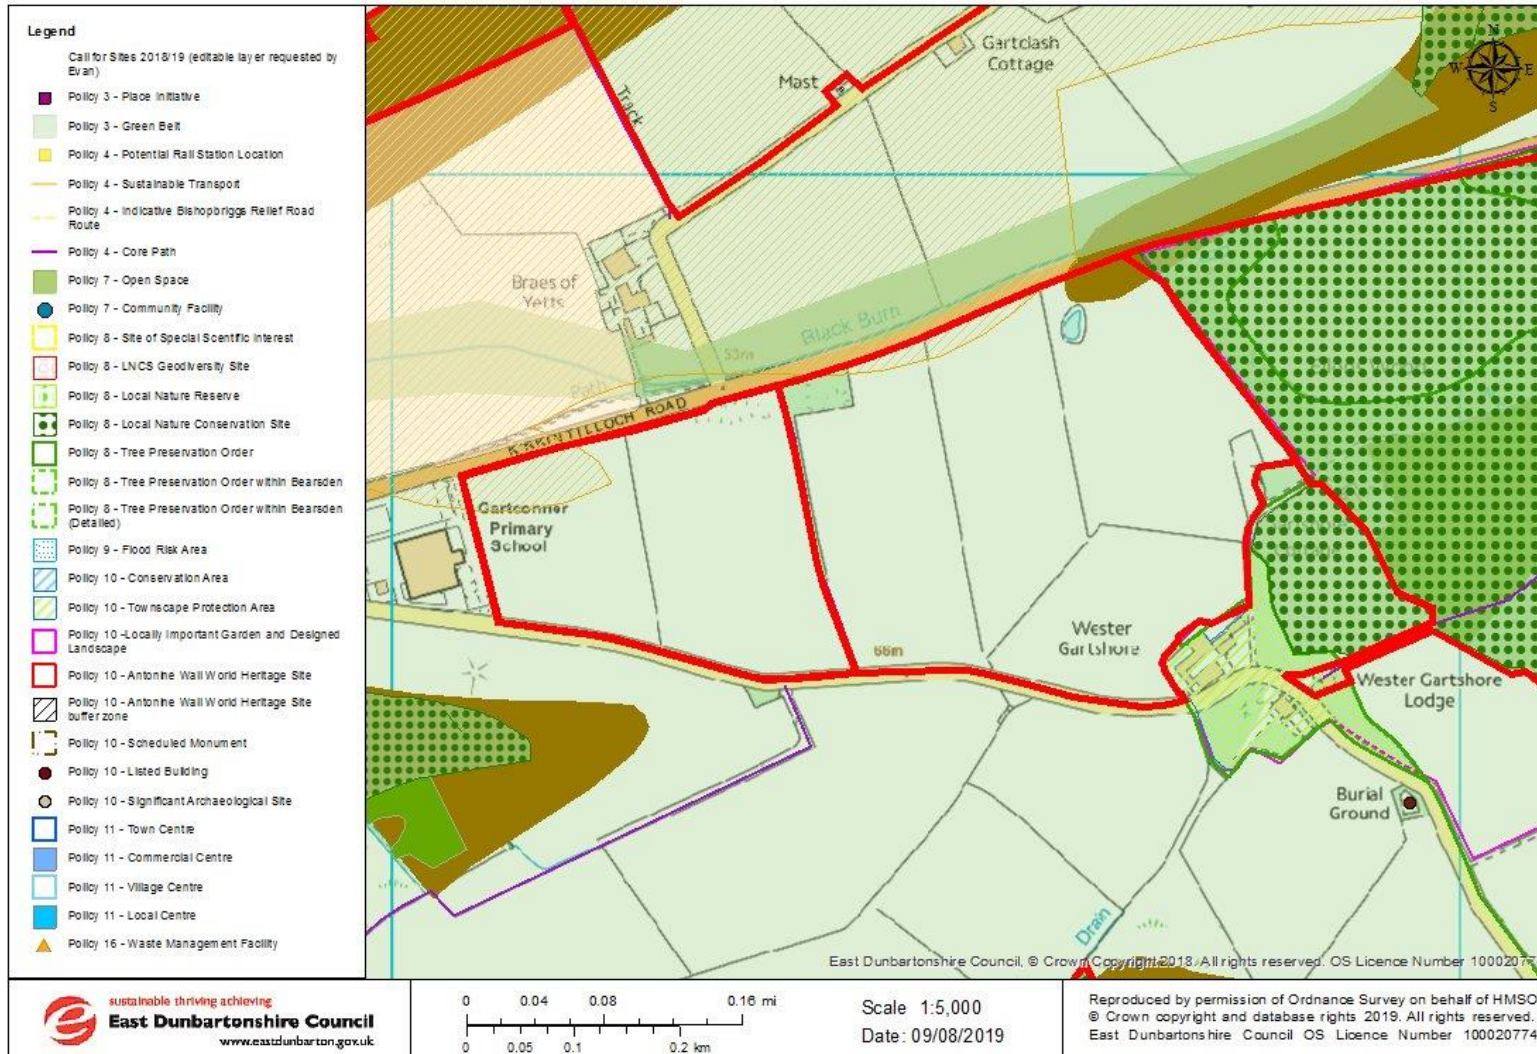 Legend
Call for Sites 2018/19 (editable layer requested by
Evan)
Policy 3 - Place Initiative
Policy 3 - Green Belt
Policy 4 - Potential Rail Station Location
Policy 4 - Sustainable Transport
Policy 4 - Indicative Bishopbriggs Relief Road
Route
Policy 4 - Core Path
Policy 7 - Open Space
Policy 7 - Community Facility
Policy 8 - Site of Special Scientific Interest
Policy 8 - LNCS Geodiversity Site
Policy 8 - Local Nature Reserve
Policy 8 - Local Nature Conservation Site
Policy 8 - Tree Preservation Order
Policy 8 - Tree Preservation Order within Bearsden
Policy 8 - Tree Preservation Order within Bearsden
(Detailed)
Policy 9 - Flood Risk Area
Policy 10 - Conservation Area
Policy 10 - Townscape Protection Area
Policy 10 -Locally Important Garden and Designed
Landscape
Policy 10 - Antonine Wall World Heritage Site
Policy 10 - Antonine Wall World Heritage Site
buffer zone
Policy 10 - Scheduled Monument
Policy 10 - Listed Building
Policy 10 - Significant Archaeological Site
Policy 11 - Town Centre
Policy 11 - Commercial Centre
Policy 11 - Village Centre
Policy 11 - Local Centre
Policy 16 - Waste Management Facility
Gartclash
Cottage
Mast
Track
N
W E
S
Braes of
Yetts
Black Burn
53m
Path
KIRKINTILLOCH ROAD
Gartconner
Primary
School
66m
Wester
Gartshore
Wester Gartshore
Lodge
Burial
Ground
Drain
East Dunbartonshire Council, © Crown Copyright 2018. All rights reserved. OS Licence Number 10002077
sustainable thriving achieving
East Dunbartonshire Council
www.eastdunbarton.gov.uk
0 0.04 0.08 0.16 mi
0 0.05 0.1 0.2 km
Scale 1:5,000
Date: 09/08/2019
Reproduced by permission of Ordnance Survey on behalf of HMSO
© Crown copyright and database rights 2019. All rights reserved.
East Dunbartonshire Council OS Licence Number 100020774